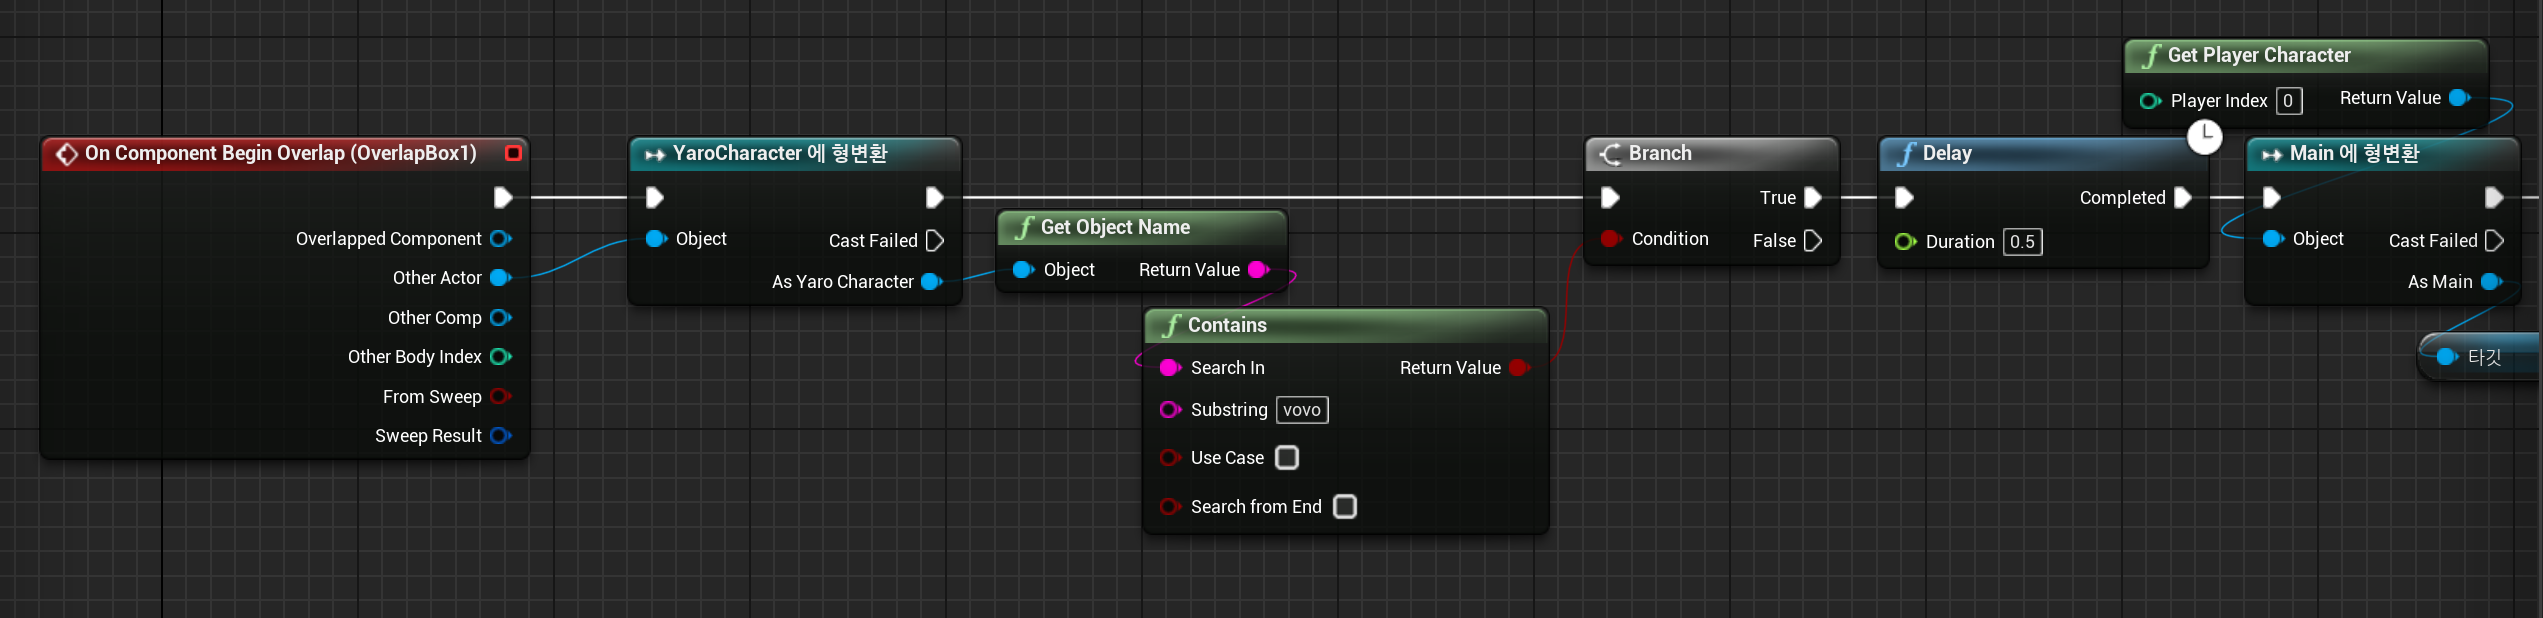 On Component Begin Overlap (OverlapBox1)
Overlapped Component
Other Actor
Other Comp
Other Body Index
From Sweep
Sweep Result
YaroCharacter 에 형변환
Object
Cast Failed
As Yaro Character
Get Object Name
Object Return Value
Contains
Search In Return Value
Substring vovo
Use Case
Search from End
Branch
True
Condition False
Delay
Completed
Duration 0.5
Get Player Character
Player Index 0 Return Value
Main 에 형변환
Object Cast Failed
As Main
타깃